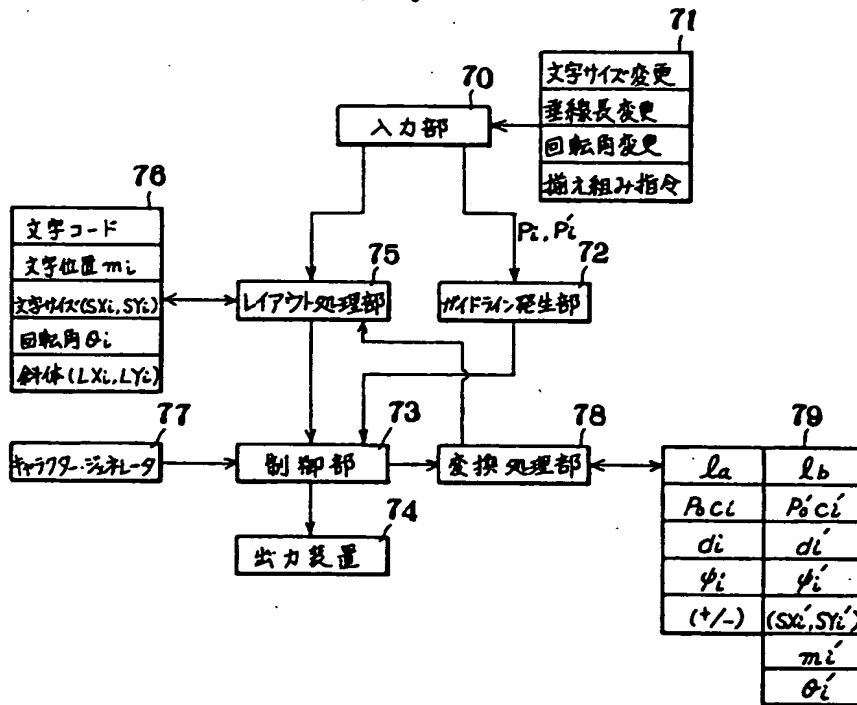 71
文字サイズ変更
垂線長変更
回転角変更
揃え組み指令
70
入力部
76
文字コード
文字位置 mi
文字サイズ(SXi, SYi)
回転角 θi
斜体(LXi, LYi)
Pi, Pi′
75
レイアウト処理部
72
ガイドライン発生部
77
キャラクター・ジェネレータ
73
制御部
78
変換処理部
74
出力装置
79
la lb
P₀ci P₀′ci′
di di′
ψi ψi′
(+/-) (SXi′, SYi′)
mi′
θi′